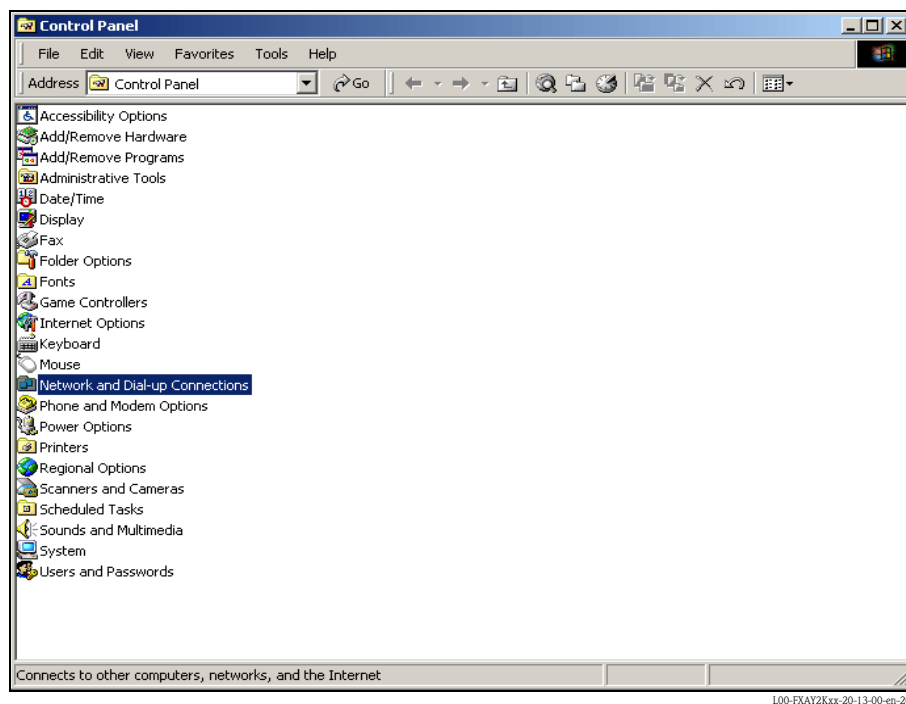 Control Panel
File Edit View Favorites Tools Help
Address Control Panel Go
Accessibility Options
Add/Remove Hardware
Add/Remove Programs
Administrative Tools
Date/Time
Display
Fax
Folder Options
Fonts
Game Controllers
Internet Options
Keyboard
Mouse
Network and Dial-up Connections
Phone and Modem Options
Power Options
Printers
Regional Options
Scanners and Cameras
Scheduled Tasks
Sounds and Multimedia
System
Users and Passwords
Connects to other computers, networks, and the Internet
L00-FXAY2Kxx-20-13-00-en-20